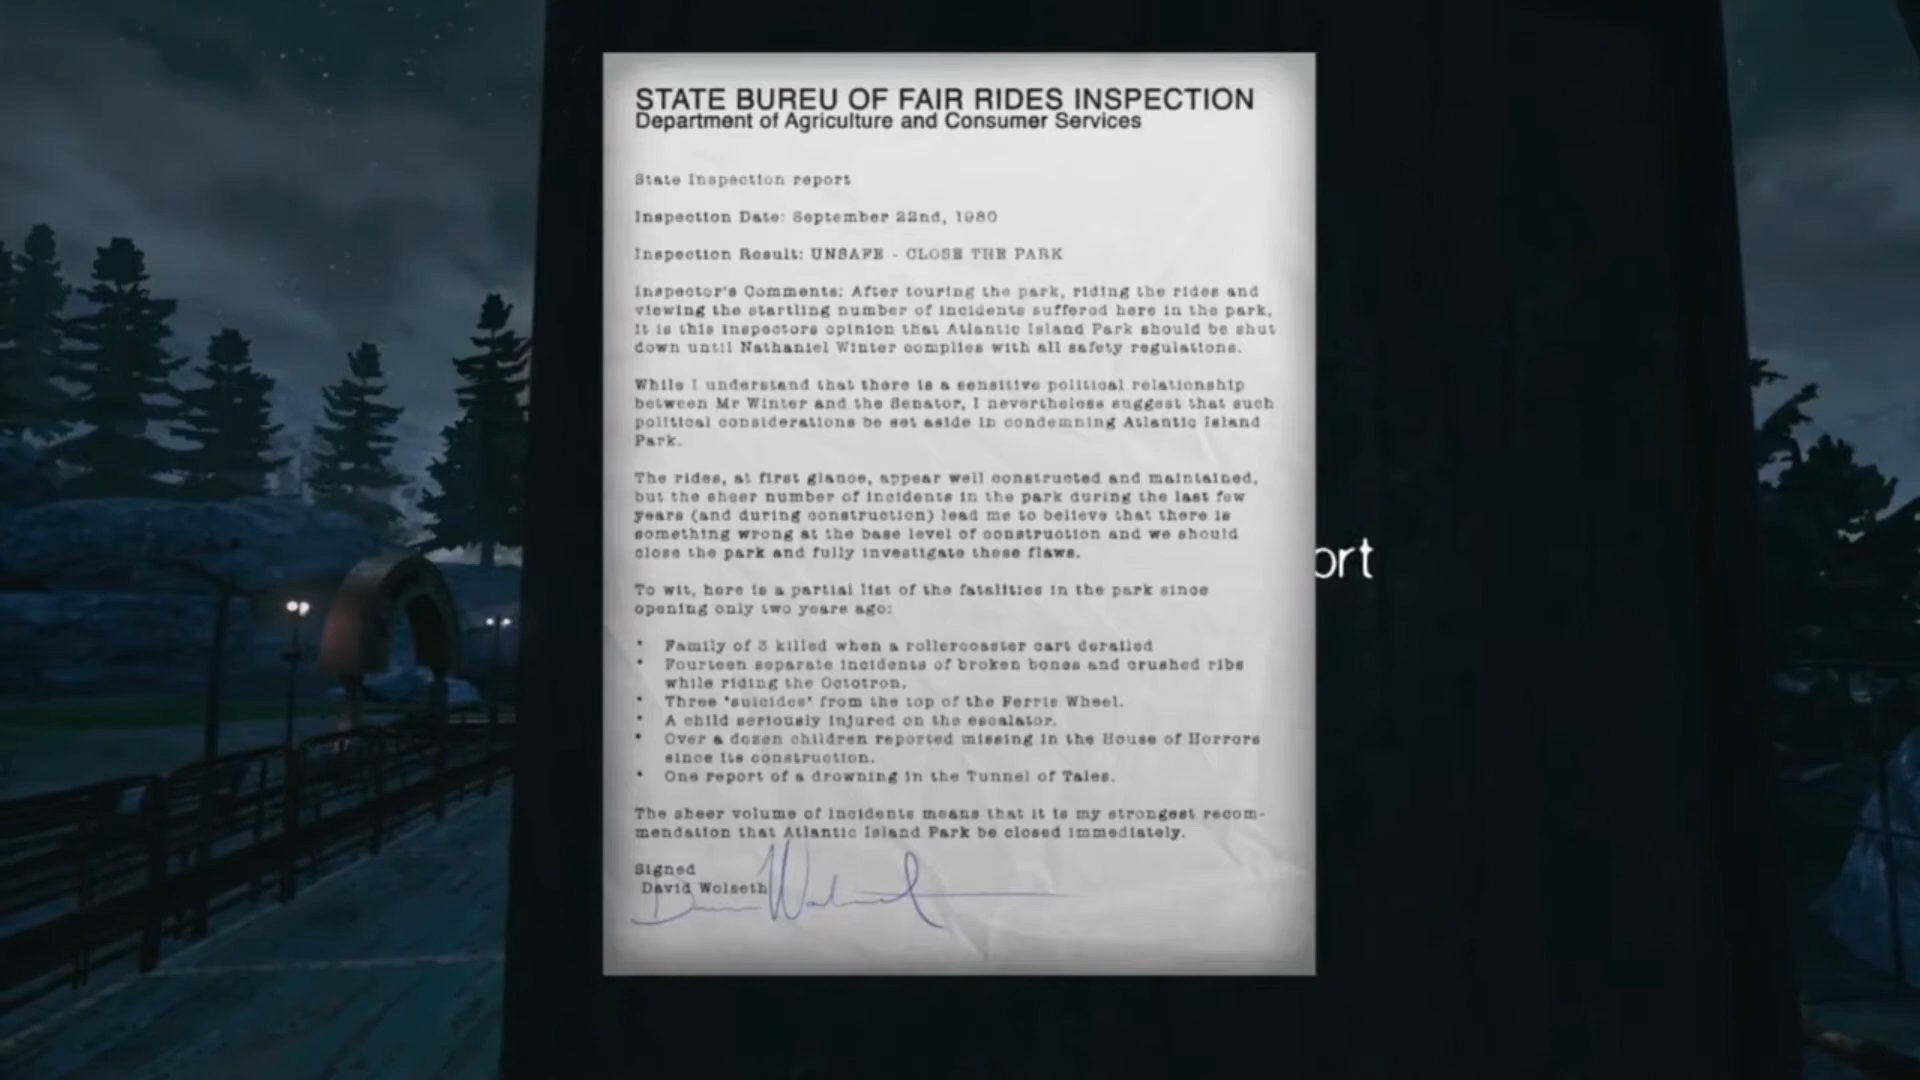 STATE BUREU OF FAIR RIDES INSPECTION
Department of Agriculture and Consumer Services
State Inspection report
Inspection Date: September 22nd, 1980
Inspection Result: UNSAFE - CLOSE THE PARK
Inspector's Comments: After touring the park, riding the rides and
viewing the startling number of incidents suffered here in the park,
it is this inspectors opinion that Atlantic Island Park should be shut
down until Nathaniel Winter complies with all safety regulations.
While I understand that there is a sensitive political relationship
between Mr Winter and the Senator, I nevertheless suggest that such
political considerations be set aside in condemning Atlantic Island
Park.
The rides, at first glance, appear well constructed and maintained,
but the sheer number of incidents in the park during the last few
years (and during construction) lead me to believe that there is
something wrong at the base level of construction and we should
close the park and fully investigate these flaws.
ort
To wit, here is a partial list of the fatalities in the park since
opening only two years ago:
• Family of 3 killed when a rollercoaster cart derailed
• Fourteen separate incidents of broken bones and crushed ribs
while riding the Octotron.
• Three 'suicides' from the top of the Ferris Wheel.
• A child seriously injured on the escalator.
• Over a dozen children reported missing in the House of Horrors
since its construction.
• One report of a drowning in the Tunnel of Tales.
The sheer volume of incidents means that it is my strongest recom-
mendation that Atlantic Island Park be closed immediately.
Signed
David Wolseth